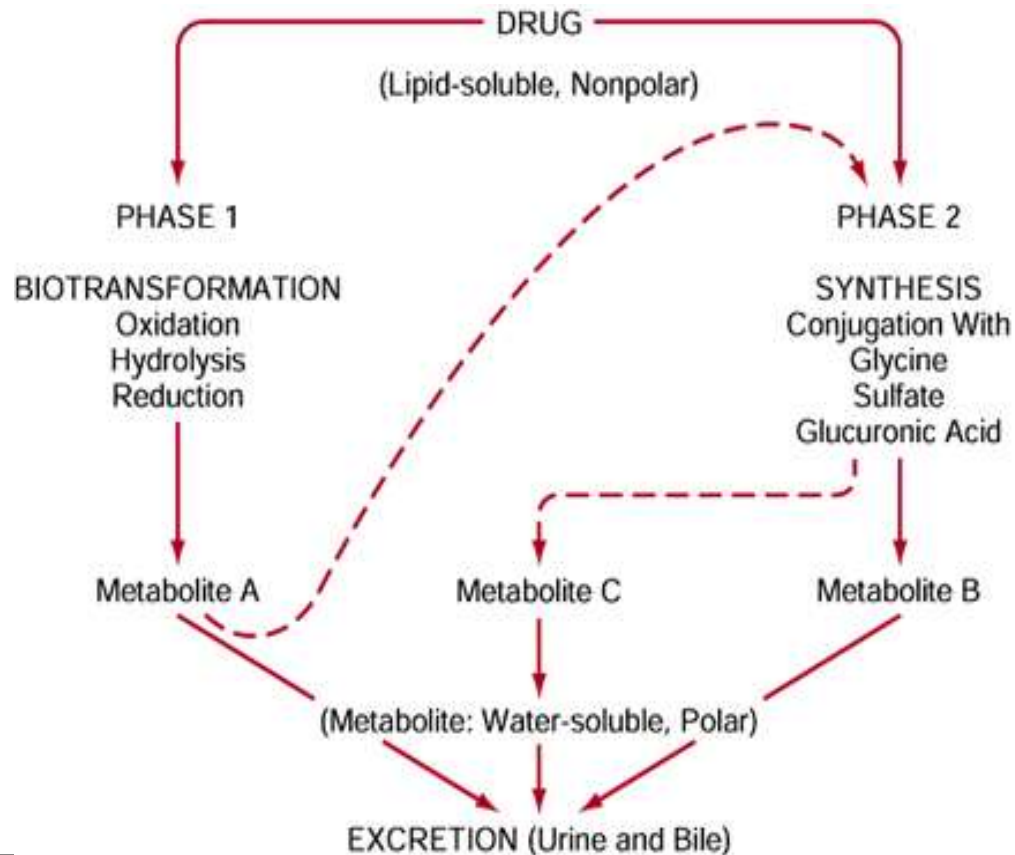 DRUG
(Lipid-soluble, Nonpolar)
PHASE 1
BIOTRANSFORMATION
Oxidation
Hydrolysis
Reduction
PHASE 2
SYNTHESIS
Conjugation With
Glycine
Sulfate
Glucuronic Acid
Metabolite A
Metabolite C
Metabolite B
(Metabolite: Water-soluble, Polar)
EXCRETION (Urine and Bile)